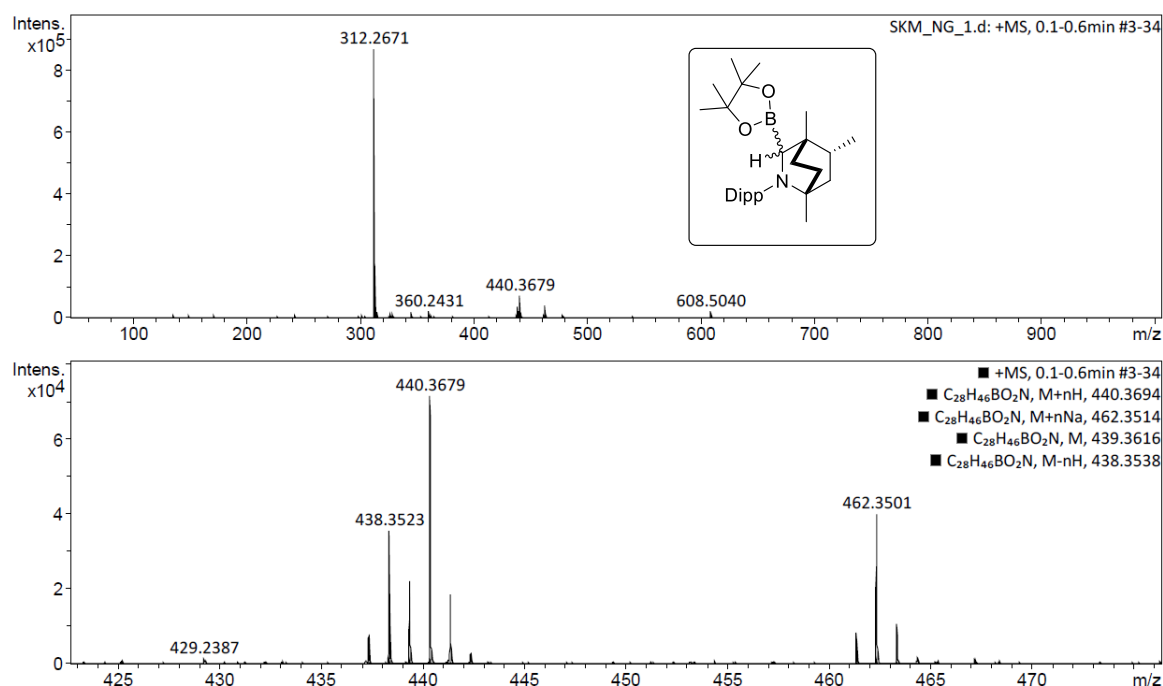 Intens.
x10⁵
SKM_NG_1.d: +MS, 0.1-0.6min #3-34
312.2671
8
6
4
2
0
360.2431
440.3679
608.5040
O
O
B
H
N
Dipp
100
200
300
400
500
600
700
800
900
m/z
Intens.
x10⁴
+MS, 0.1-0.6min #3-34
C₂₈H₄₆BO₂N, M+nH, 440.3694
C₂₈H₄₆BO₂N, M+nNa, 462.3514
C₂₈H₄₆BO₂N, M, 439.3616
C₂₈H₄₆BO₂N, M-nH, 438.3538
440.3679
6
4
2
0
462.3501
438.3523
429.2387
425
430
435
440
445
450
455
460
465
470
m/z